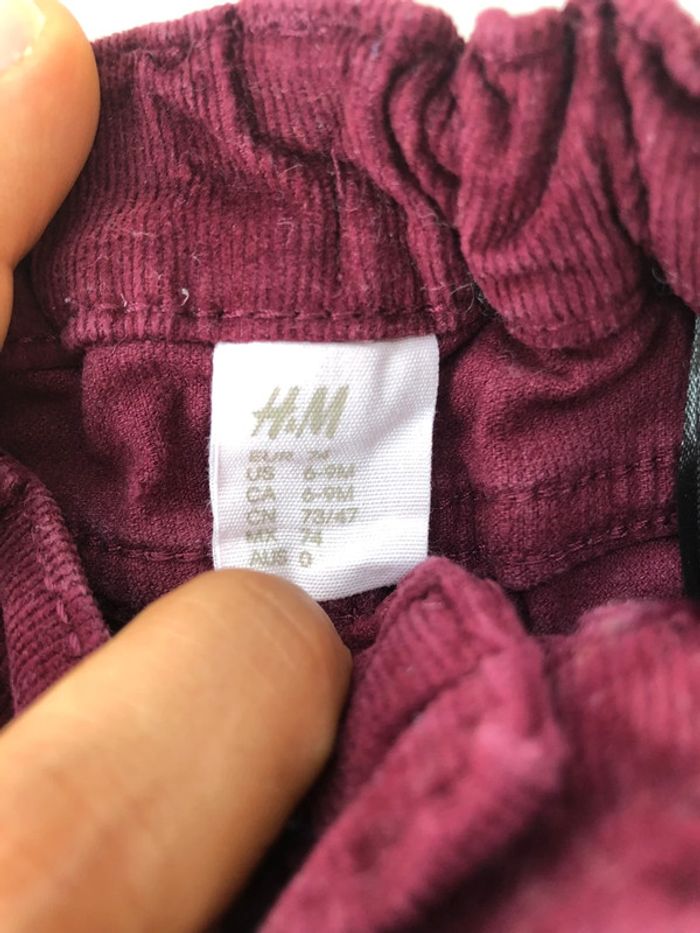 H&M
EUR 74
US 6-9M
CA 6-9M
CN 73/47
MX 74
AUS 0